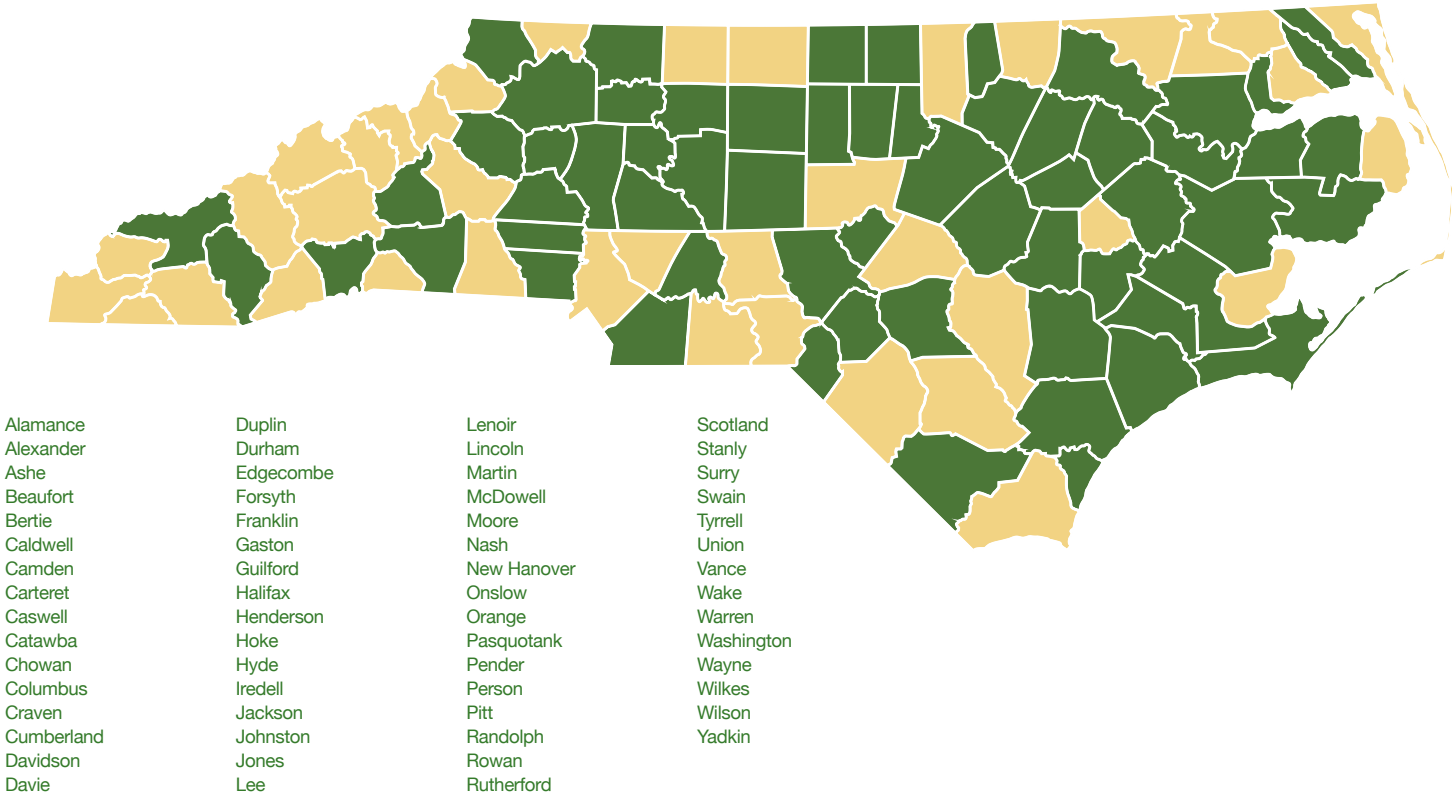 Alamance
Alexander
Ashe
Beaufort
Bertie
Caldwell
Camden
Carteret
Caswell
Catawba
Chowan
Columbus
Craven
Cumberland
Davidson
Davie
Duplin
Durham
Edgecombe
Forsyth
Franklin
Gaston
Guilford
Halifax
Henderson
Hoke
Hyde
Iredell
Jackson
Johnston
Jones
Lee
Lenoir
Lincoln
Martin
McDowell
Moore
Nash
New Hanover
Onslow
Orange
Pasquotank
Pender
Person
Pitt
Randolph
Rowan
Rutherford
Scotland
Stanly
Surry
Swain
Tyrrell
Union
Vance
Wake
Warren
Washington
Wayne
Wilkes
Wilson
Yadkin